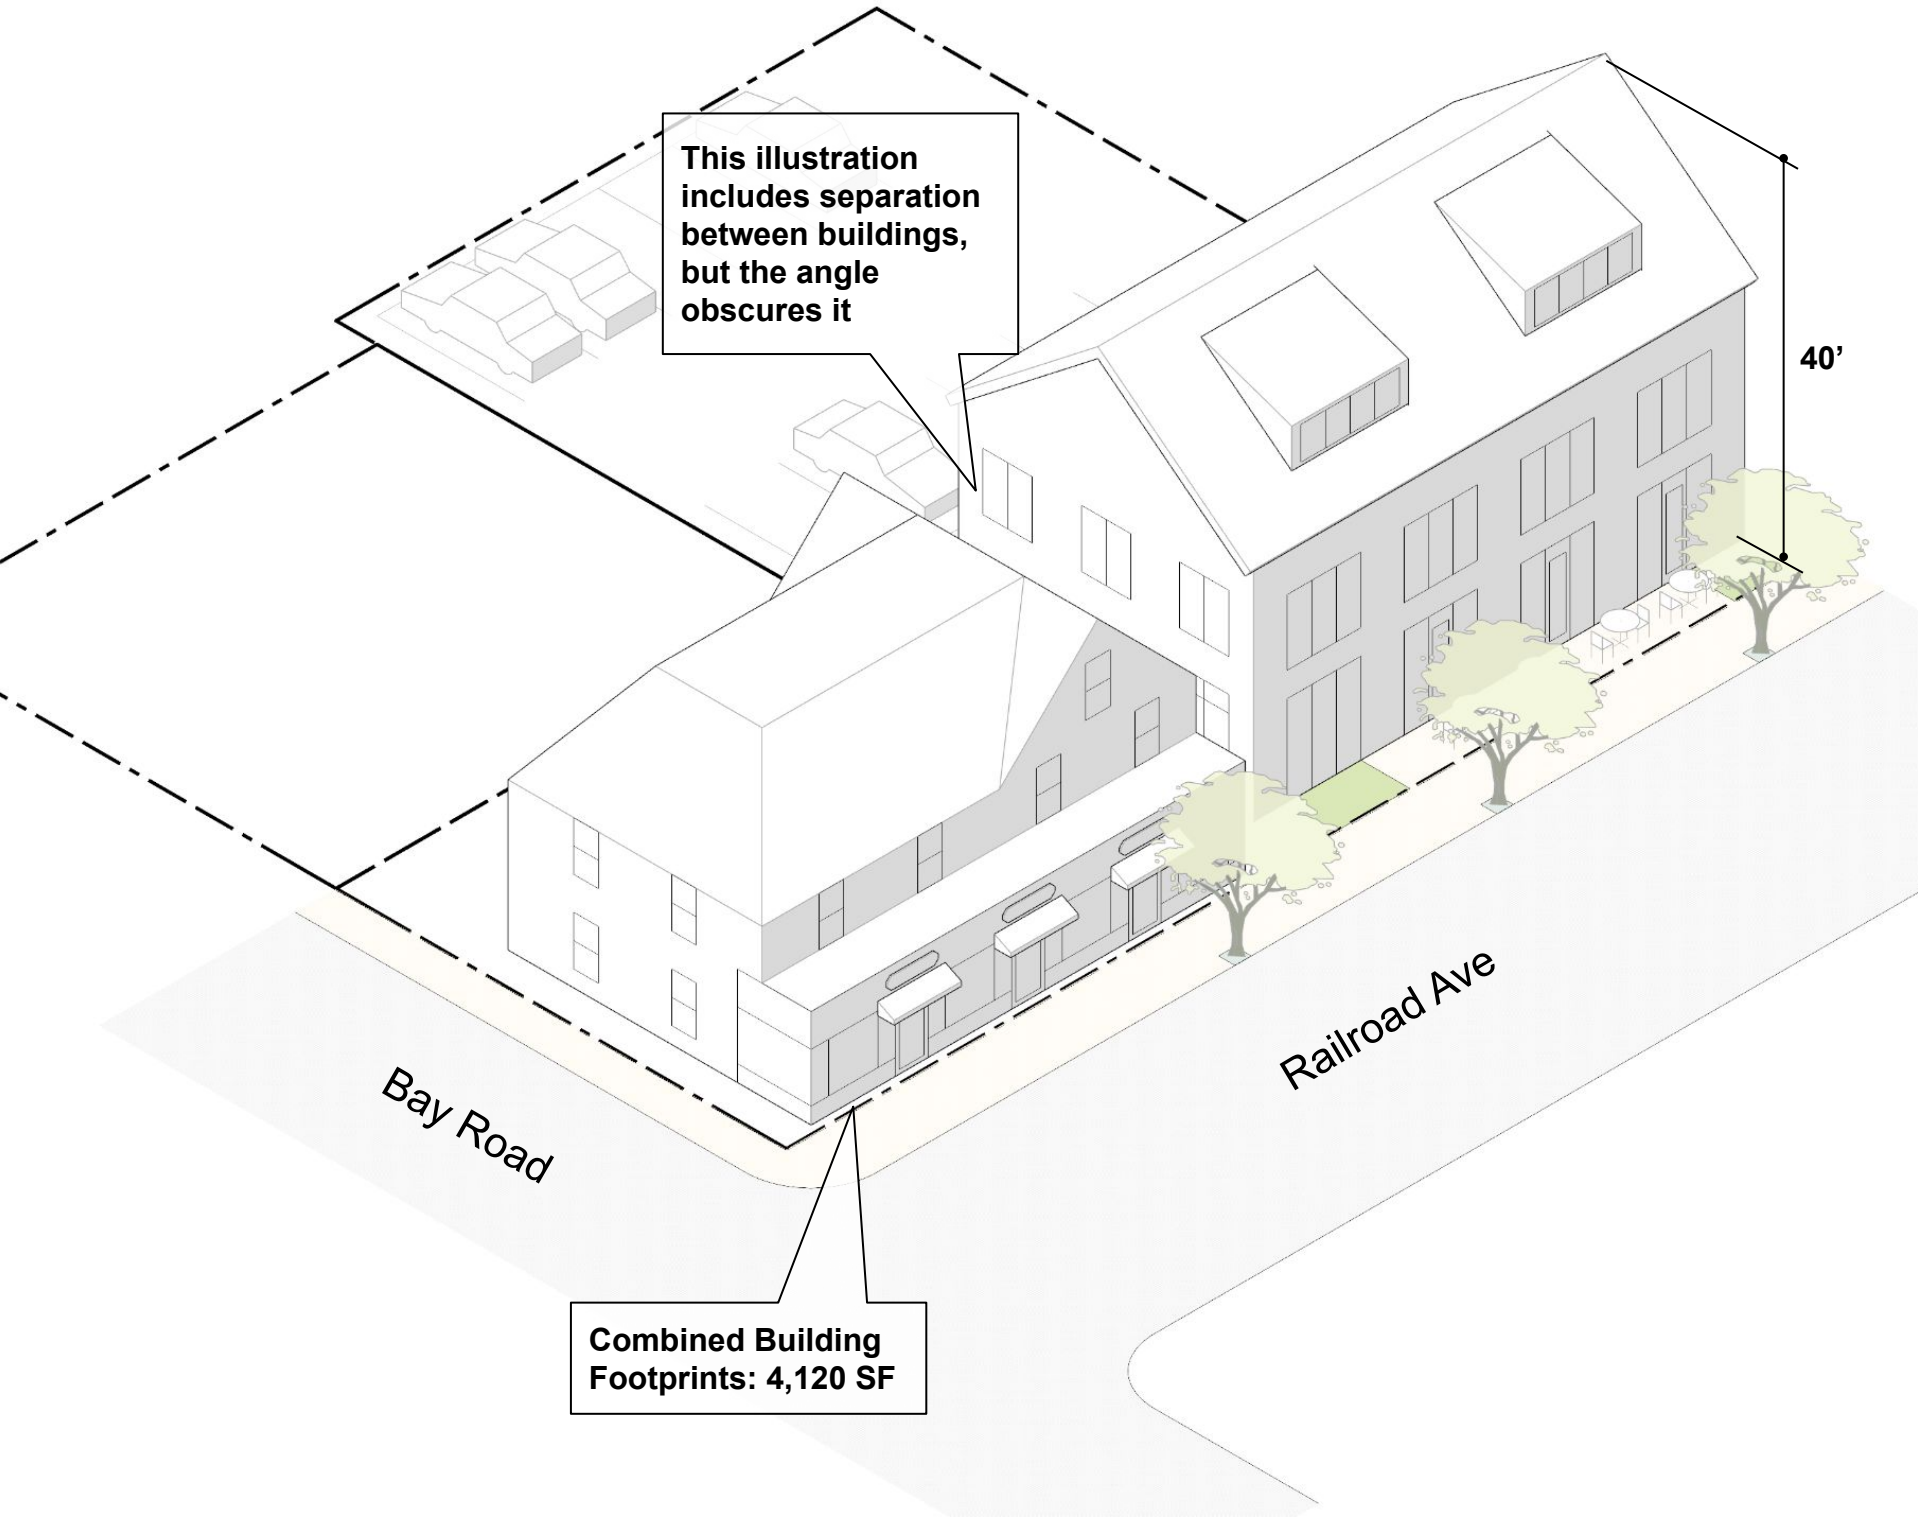 This illustration
includes separation
between buildings,
but the angle
obscures it
40’
Railroad Ave
Bay Road
Combined Building
Footprints: 4,120 SF